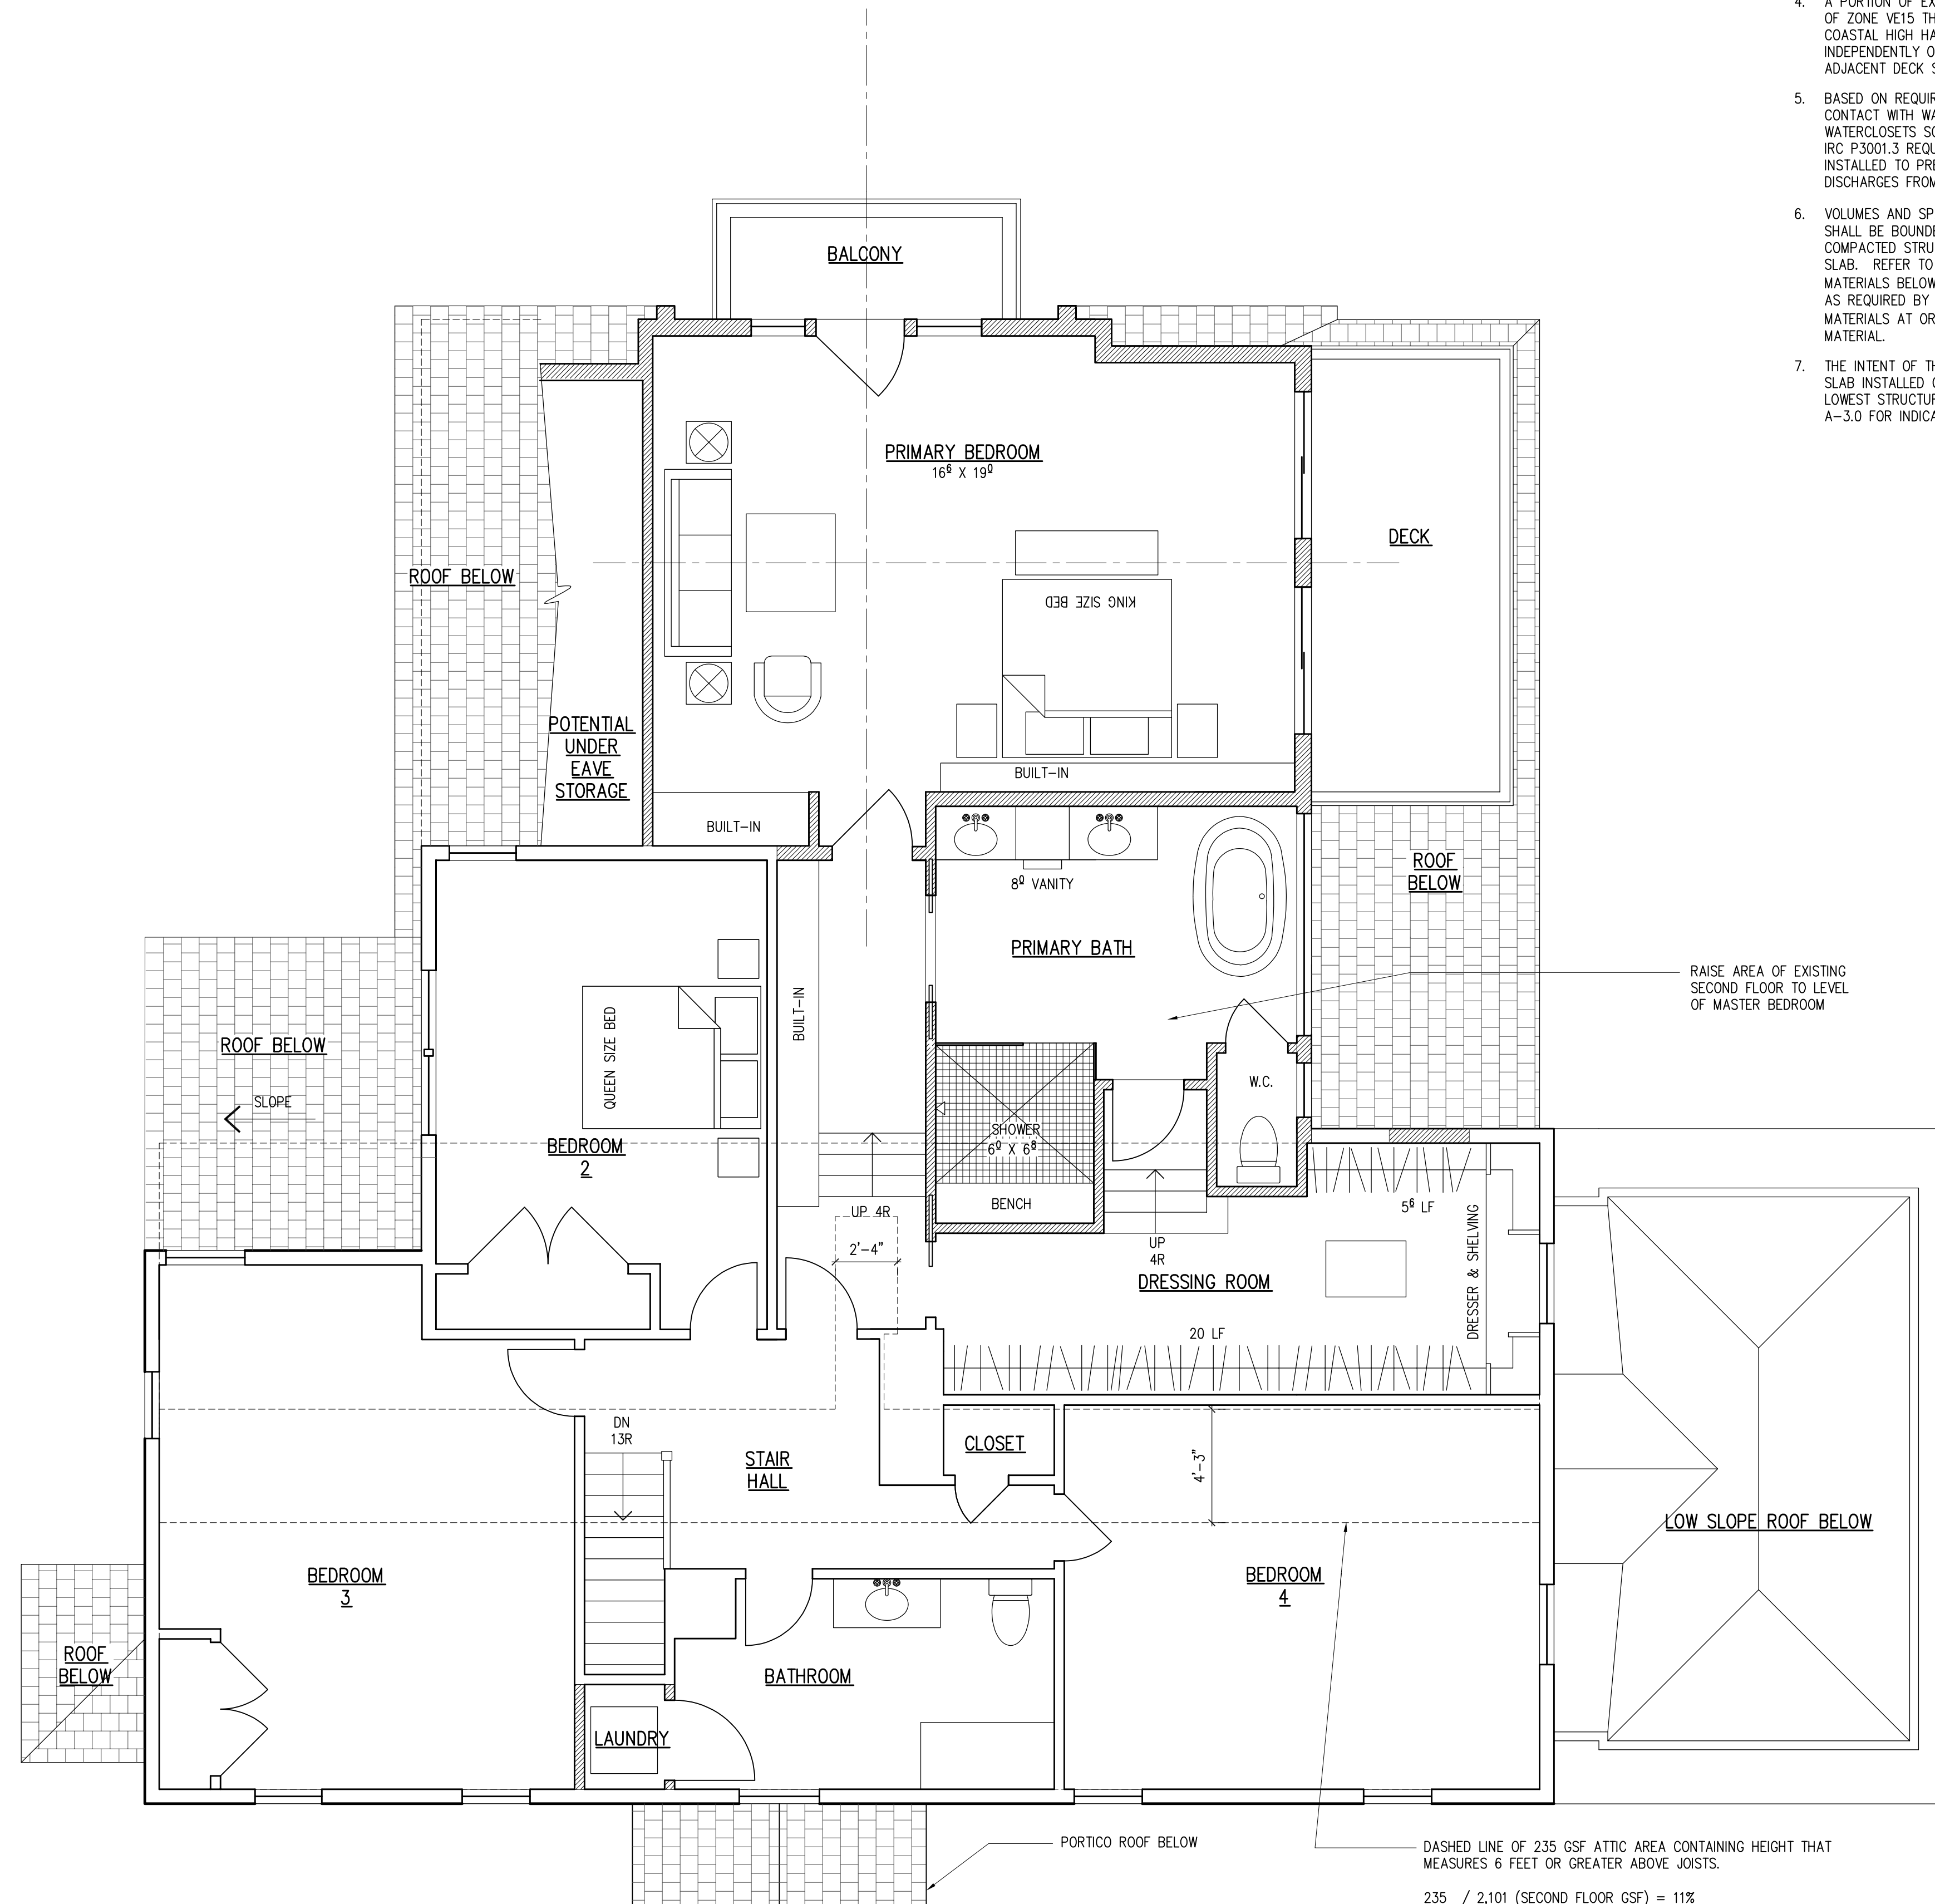 4. A PORTION OF EX
OF ZONE VE15 TH
COASTAL HIGH HA
INDEPENDENTLY O
ADJACENT DECK S
5. BASED ON REQUIR
CONTACT WITH WA
WATERCLOSETS SO
IRC P3001.3 REQU
INSTALLED TO PRE
DISCHARGES FROM
6. VOLUMES AND SP
SHALL BE BOUNDE
COMPACTED STRU
SLAB. REFER TO
MATERIALS BELOW
AS REQUIRED BY
MATERIALS AT OR
MATERIAL.
7. THE INTENT OF TH
SLAB INSTALLED O
LOWEST STRUCTUR
A-3.0 FOR INDICA
BALCONY
PRIMARY BEDROOM
16⁶ X 19⁰
DECK
ROOF BELOW
KING SIZE BED
POTENTIAL
UNDER
EAVE
STORAGE
BUILT-IN
BUILT-IN
8⁰ VANITY
ROOF
BELOW
PRIMARY BATH
RAISE AREA OF EXISTING
SECOND FLOOR TO LEVEL
OF MASTER BEDROOM
BUILT-IN
QUEEN SIZE BED
ROOF BELOW
SLOPE
W.C.
SHOWER
6⁰ X 6⁸
BEDROOM
2
BENCH
UP 4R
5⁶ LF
2'-4"
UP
4R
DRESSING ROOM
DRESSER & SHELVING
20 LF
DN
13R
STAIR
HALL
CLOSET
4'-3"
LOW SLOPE ROOF BELOW
BEDROOM
3
BEDROOM
4
ROOF
BELOW
BATHROOM
LAUNDRY
PORTICO ROOF BELOW
DASHED LINE OF 235 GSF ATTIC AREA CONTAINING HEIGHT THAT
MEASURES 6 FEET OR GREATER ABOVE JOISTS.
235 / 2,101 (SECOND FLOOR GSF) = 11%